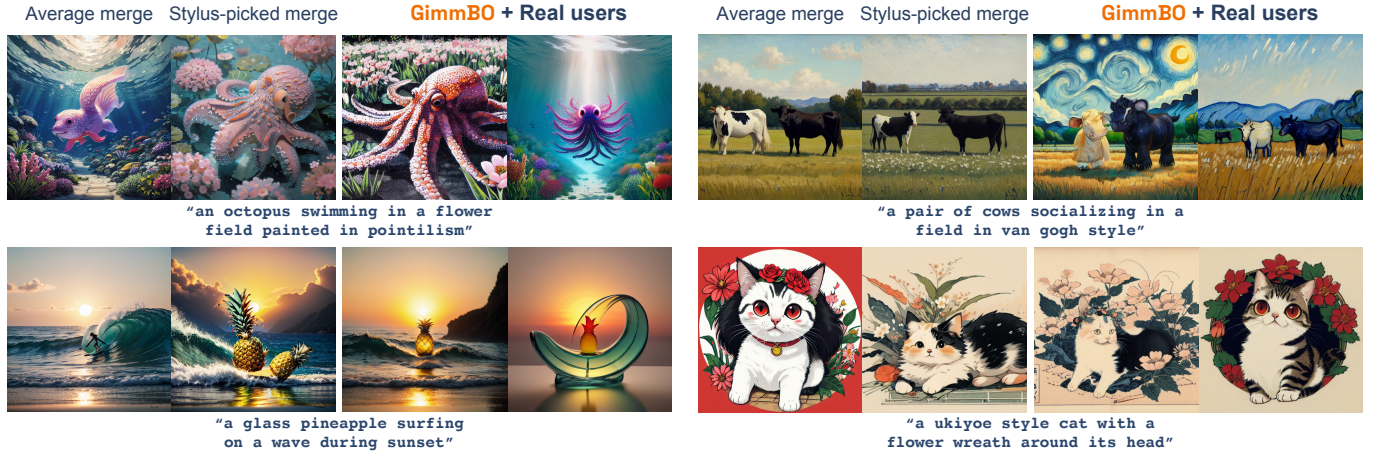 Average merge
Stylus-picked merge
GimmBO + Real users
Average merge
Stylus-picked merge
GimmBO + Real users
“an octopus swimming in a flower
field painted in pointilism”
“a pair of cows socializing in a
field in van gogh style”
“a glass pineapple surfing
on a wave during sunset”
“a ukiyoe style cat with a
flower wreath around its head”